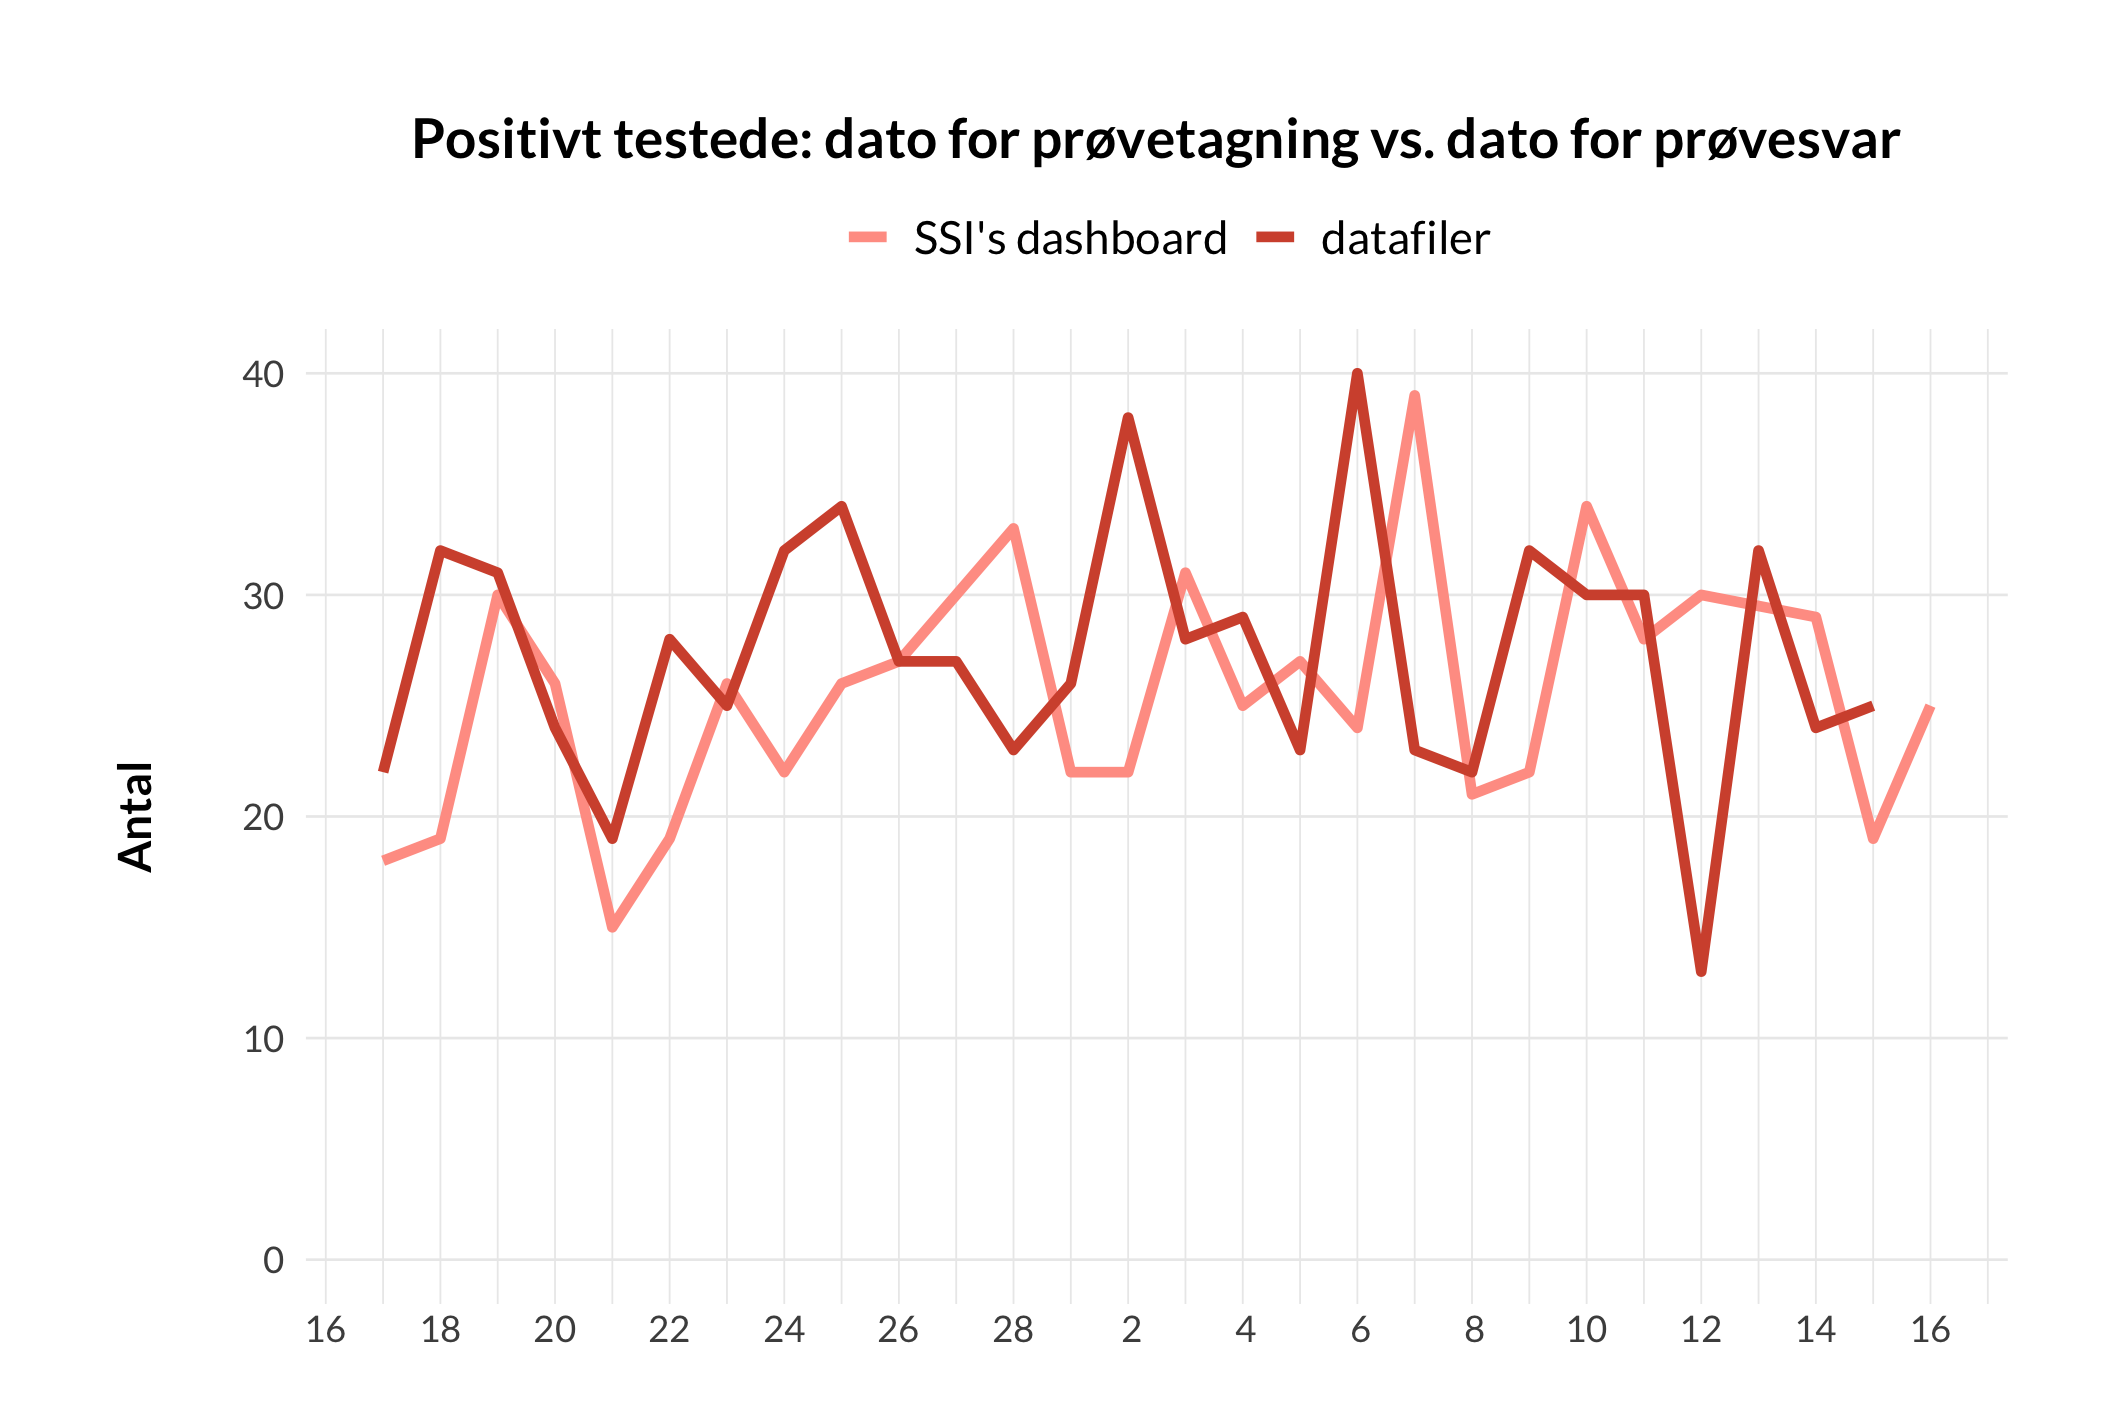 Positivt testede: dato for prøvetagning vs. dato for prøvesvar
SSI's dashboard datafiler
Antal
40
30
20
10
0
16 18 20 22 24 26 28 2 4 6 8 10 12 14 16